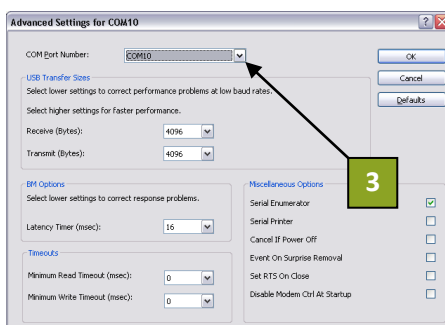 Advanced Settings for COM10
COM Port Number: COM10
OK
USB Transfer Sizes
Cancel
Select lower settings to correct performance problems at low baud rates.
Defaults
Select higher settings for faster performance.
Receive (Bytes): 4096
Transmit (Bytes): 4096
3
BM Options
Select lower settings to correct response problems.
Latency Timer (msec): 16
Timeouts
Minimum Read Timeout (msec): 0
Minimum Write Timeout (msec): 0
Miscellaneous Options
Serial Enumerator
Serial Printer
Cancel If Power Off
Event On Surprise Removal
Set RTS On Close
Disable Modem Ctrl At Startup